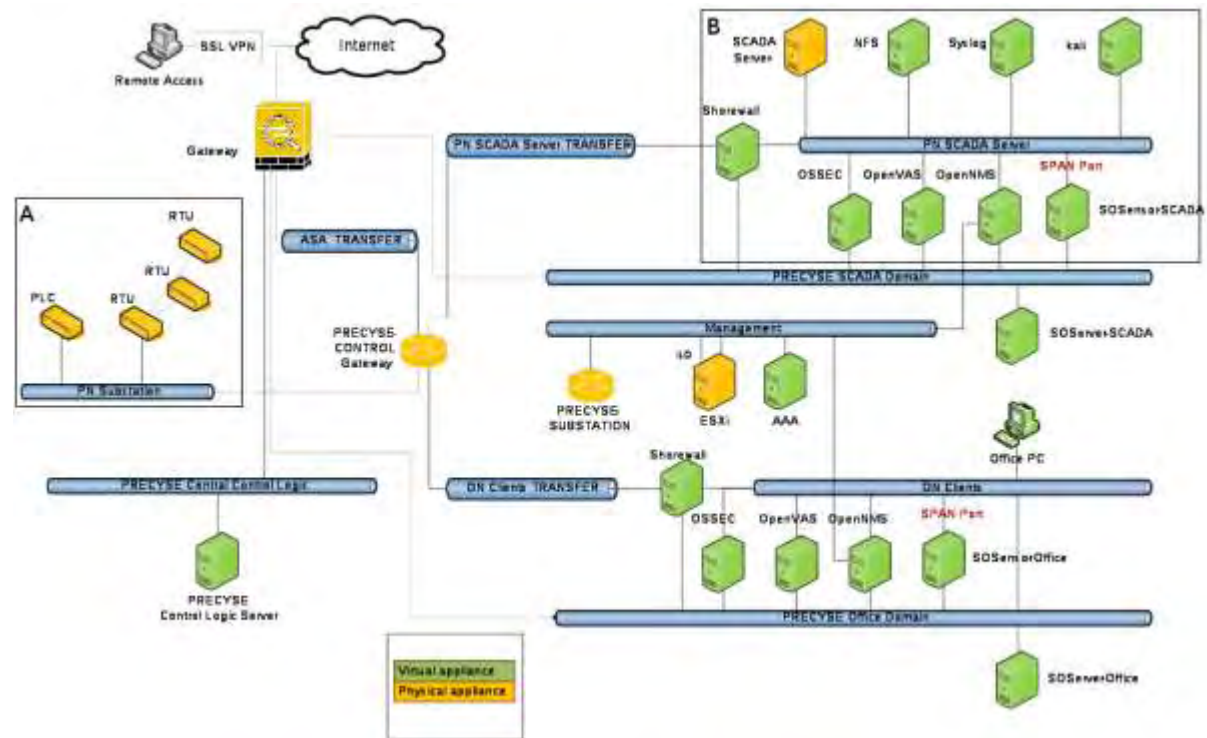 SSL VPN
Internet
Remote Access
Gateway
B
SCADA
Server
NFS
Syslog
kali
Shorewall
PN SCADA Server TRANSFER
PN SCADA Server
SPAN Port
OSSEC
OpenVAS
OpenNMS
SOSensorSCADA
A
RTU
RTU
PLC
RTU
PN Substation
ASA TRANSFER
PRECYSE SCADA Domain
PRECYSE
CONTROL
Gateway
Management
SOServerSCADA
iLO
PRECYSE
SUBSTATION
ESXi
AAA
Office PC
Shorewall
PRECYSE Central Control Logic
DN Clients TRANSFER
DN Clients
OSSEC
OpenVAS
OpenNMS
SPAN Port
SOSensorOffice
PRECYSE
Control Logic Server
PRECYSE Office Domain
Virtual appliance
Physical appliance
SOServerOffice